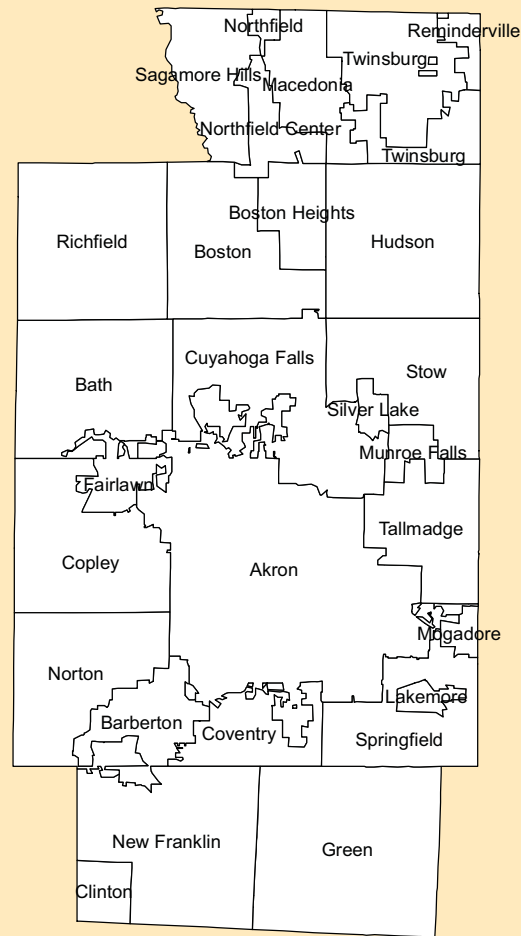 Northfield
Reminderville
Twinsburg
Sagamore Hills
Macedonia
Northfield Center
Twinsburg
Boston Heights
Richfield
Boston
Hudson
Cuyahoga Falls
Stow
Bath
Silver Lake
Munroe Falls
Fairlawn
Tallmadge
Copley
Akron
Mogadore
Norton
Lakemore
Barberton
Coventry
Springfield
New Franklin
Green
Clinton